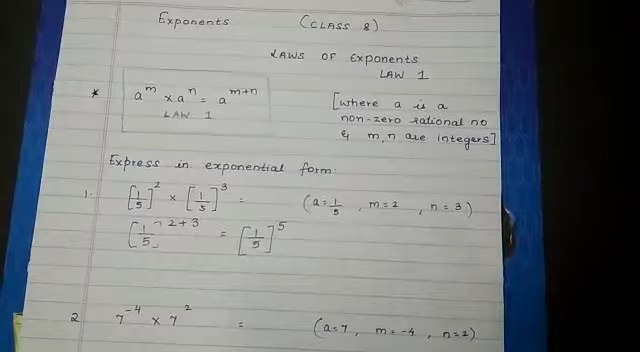 Exponents (CLASS 8)
LAWS OF Exponents
LAW 1
* a^m × a^n = a^(m+n) [where a is a
LAW 1 non-zero rational no
& m,n are integers]
Express in exponential form:
1. [1/5]^2 × [1/5]^3 = (a=1/5, m=2, n=3)
[1/5]^(2+3) = [1/5]^5
2 7^-4 × 7^2 = (a=7, m=-4, n=2)